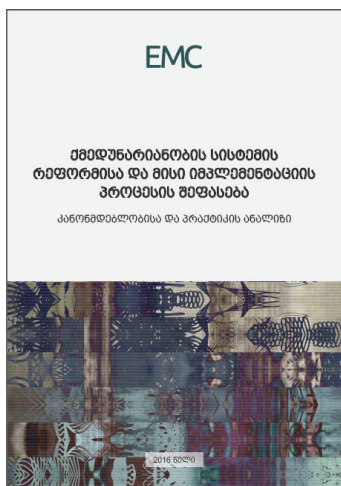 EMC
ქმედუნარიანობის სისტემის
რეფორმისა და მისი იმპლემენტაციის
პროცესის შეფასება
კანონმდებლობისა და პრაქტიკის ანალიზი
2016 წელი